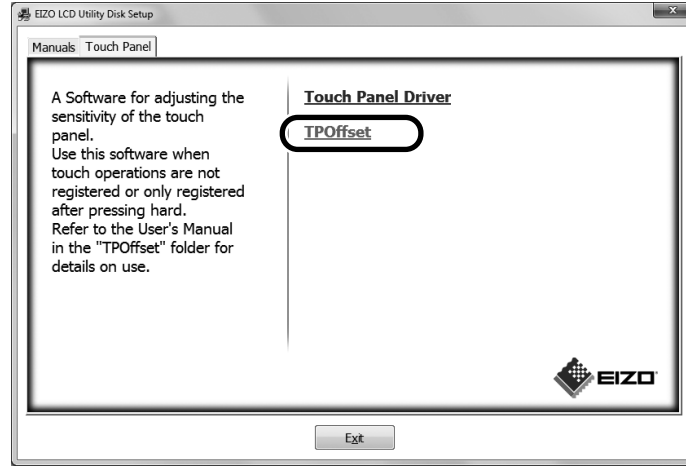 EIZO LCD Utility Disk Setup
x
Manuals Touch Panel
A Software for adjusting the
sensitivity of the touch
panel.
Use this software when
touch operations are not
registered or only registered
after pressing hard.
Refer to the User's Manual
in the "TPOffset" folder for
details on use.
Touch Panel Driver
TPOffset
EIZO
Exit